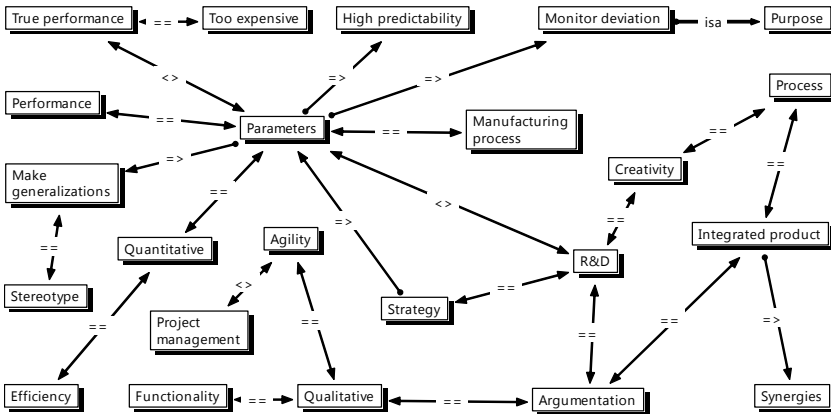 True performance
==
Too expensive
High predictability
Monitor deviation
isa
Purpose
<>
=>
=>
Process
Performance
==
Parameters
==
Manufacturing
process
==
=>
Make
generalizations
==
Creativity
==
<>
==
=>
==
Quantitative
Agility
R&D
Integrated product
<>
==
Stereotype
Strategy
==
Project
management
==
==
==
==
=>
Efficiency
Functionality
==
Qualitative
==
Argumentation
Synergies